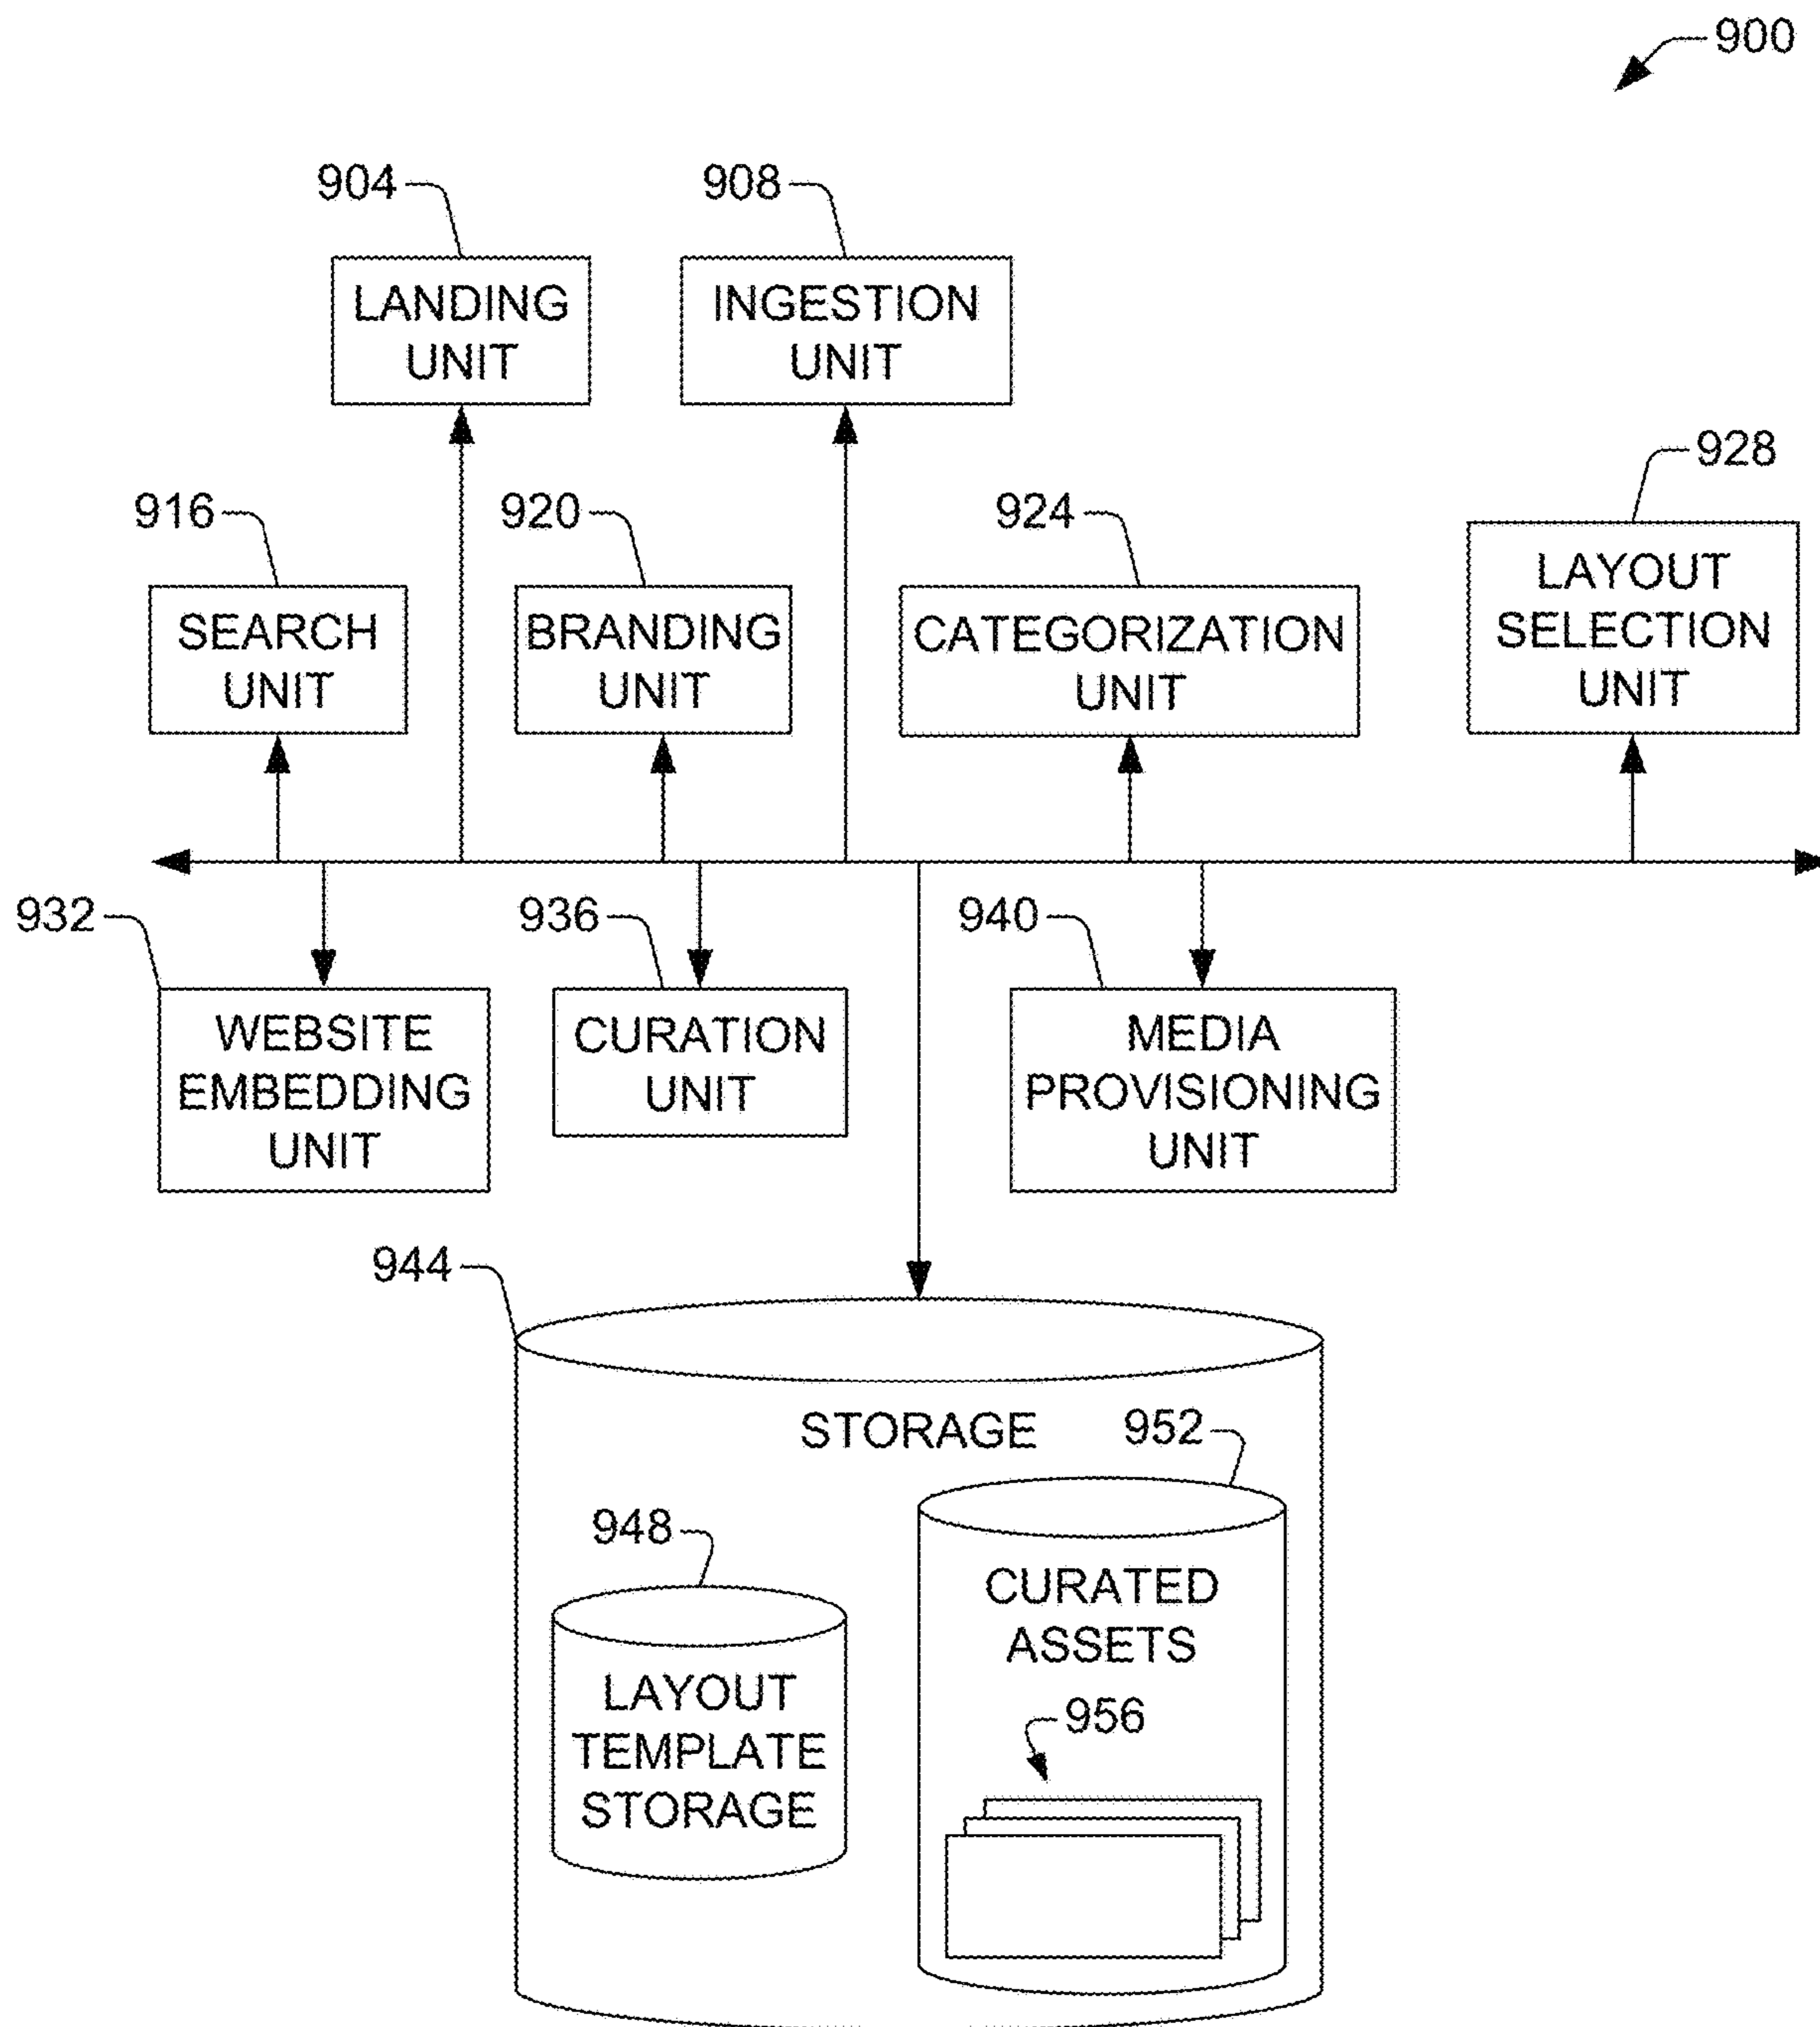 900
904
908
LANDING
UNIT
INGESTION
UNIT
928
916
920
924
LAYOUT
SELECTION
UNIT
SEARCH
UNIT
BRANDING
UNIT
CATEGORIZATION
UNIT
932
936
940
WEBSITE
EMBEDDING
UNIT
CURATION
UNIT
MEDIA
PROVISIONING
UNIT
944
STORAGE
952
948
CURATED
ASSETS
LAYOUT
TEMPLATE
STORAGE
956